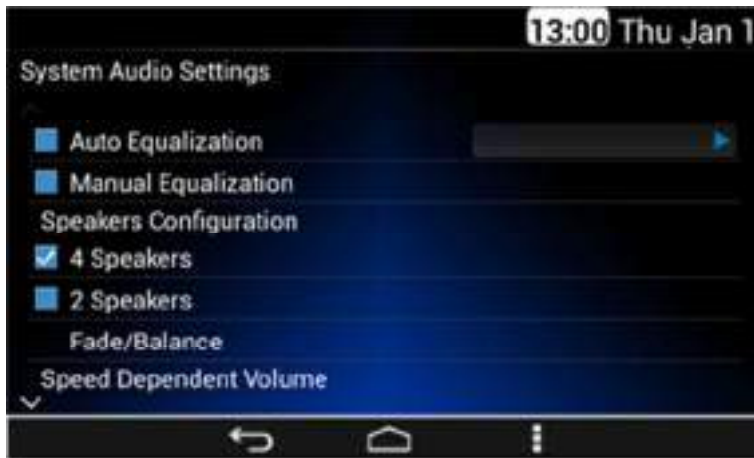 13:00 Thu Jan 1
System Audio Settings
Auto Equalization
Manual Equalization
Speakers Configuration
4 Speakers
2 Speakers
Fade/Balance
Speed Dependent Volume